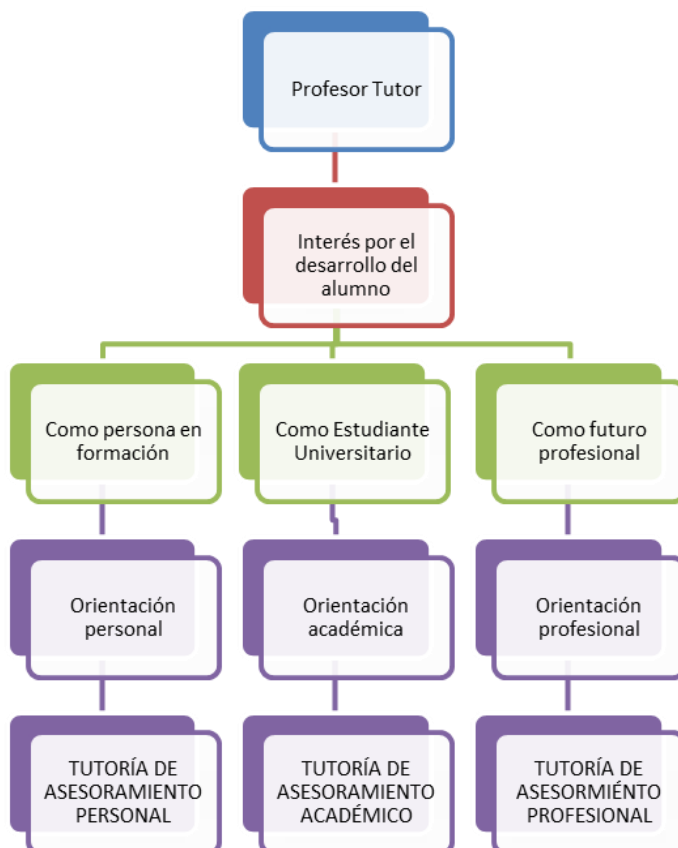 Profesor Tutor
Interés por el
desarrollo del
alumno
Como persona en
formación
Como Estudiante
Universitario
Como futuro
profesional
Orientación
personal
Orientación
académica
Orientación
profesional
TUTORÍA DE
ASESORAMIENTO
PERSONAL
TUTORÍA DE
ASESORAMIENTO
ACADÉMICO
TUTORÍA DE
ASESORMIÉNTO
PROFESIONAL